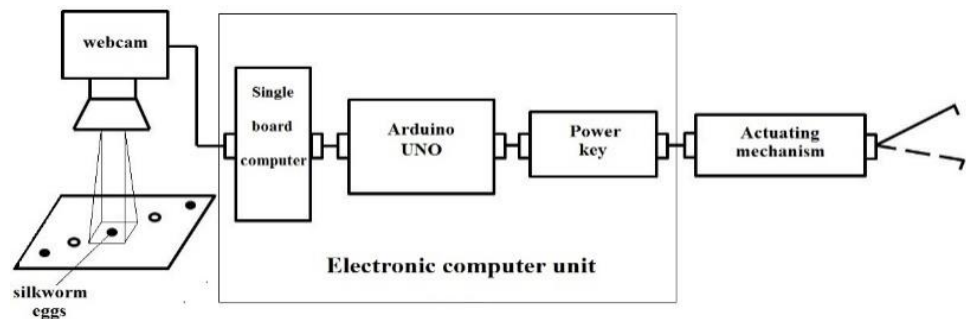 webcam
Single
board
computer
Arduino
UNO
Power
key
Actuating
mechanism
Electronic computer unit
silkworm
eggs